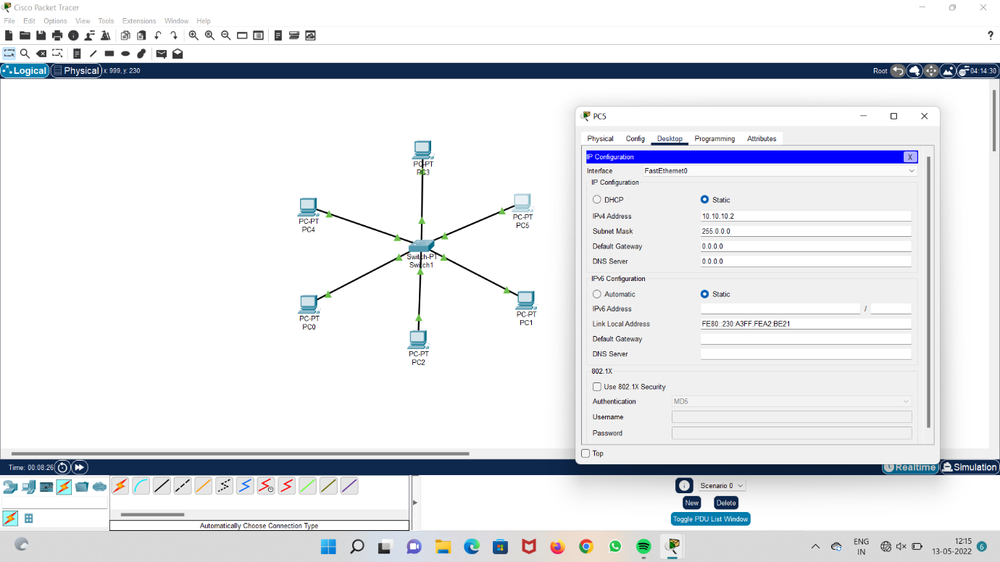 Cisco Packet Tracer
File Edit Options View Tools Extensions Window Help
?
Logical Physical x: 999, y: 230 Root 04:14:30
PC5
Physical Config Desktop Programming Attributes
IP Configuration X
Interface FastEthernet0
IP Configuration
DHCP Static
IPv4 Address 10.10.10.2
Subnet Mask 255.0.0.0
Default Gateway 0.0.0.0
DNS Server 0.0.0.0
IPv6 Configuration
Automatic Static
IPv6 Address /
Link Local Address FE80::230:A3FF:FEA2:BE21
Default Gateway
DNS Server
802.1X
Use 802.1X Security
Authentication MD5
Username
Password
Top
PC-PT
PC3
PC-PT
PC4
PC-PT
PC5
Switch-PT
Switch1
PC-PT
PC0
PC-PT
PC1
PC-PT
PC2
Time: 00:08:26 Realtime Simulation
Scenario 0
New Delete
Toggle PDU List Window
Automatically Choose Connection Type
ENG
IN
12:15
13-05-2022
6